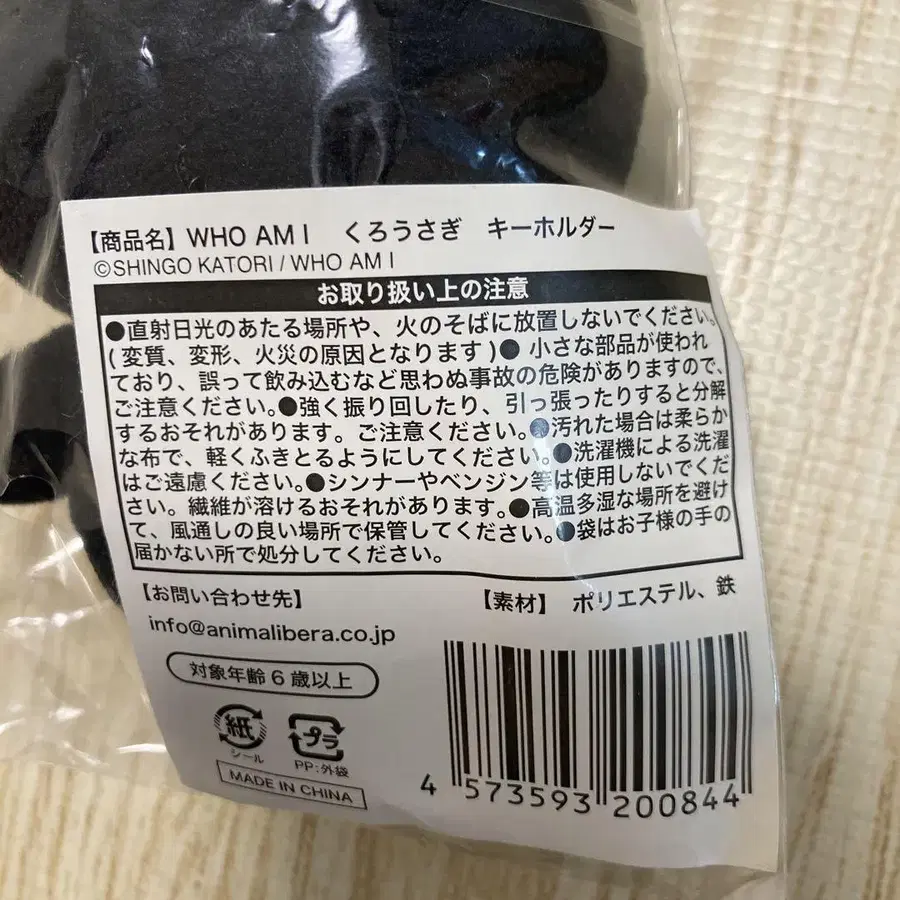 【商品名】WHO AM I くろうさぎ キーホルダー
©SHINGO KATORI / WHO AM I
お取り扱い上の注意
●直射日光のあたる場所や、火のそばに放置しないでください。
(変質、変形、火災の原因となります)● 小さな部品が使われ
ており、誤って飲み込むなど思わぬ事故の危険がありますので、
ご注意ください。●強く振り回したり、引っ張ったりすると分解
するおそれがあります。ご注意ください。●汚れた場合は柔らか
な布で、軽くふきとるようにしてください。●洗濯機による洗濯
はご遠慮ください。●シンナーやベンジン等は使用しないでくだ
さい。繊維が溶けるおそれがあります。●高温多湿な場所を避け
て、風通しの良い場所で保管してください。●袋はお子様の手の
届かない所で処分してください。
【お問い合わせ先】
info@animalibera.co.jp
【素材】 ポリエステル、鉄
対象年齢6歳以上
紙
シール
プラ
PP:外袋
MADE IN CHINA
4 573593 200844